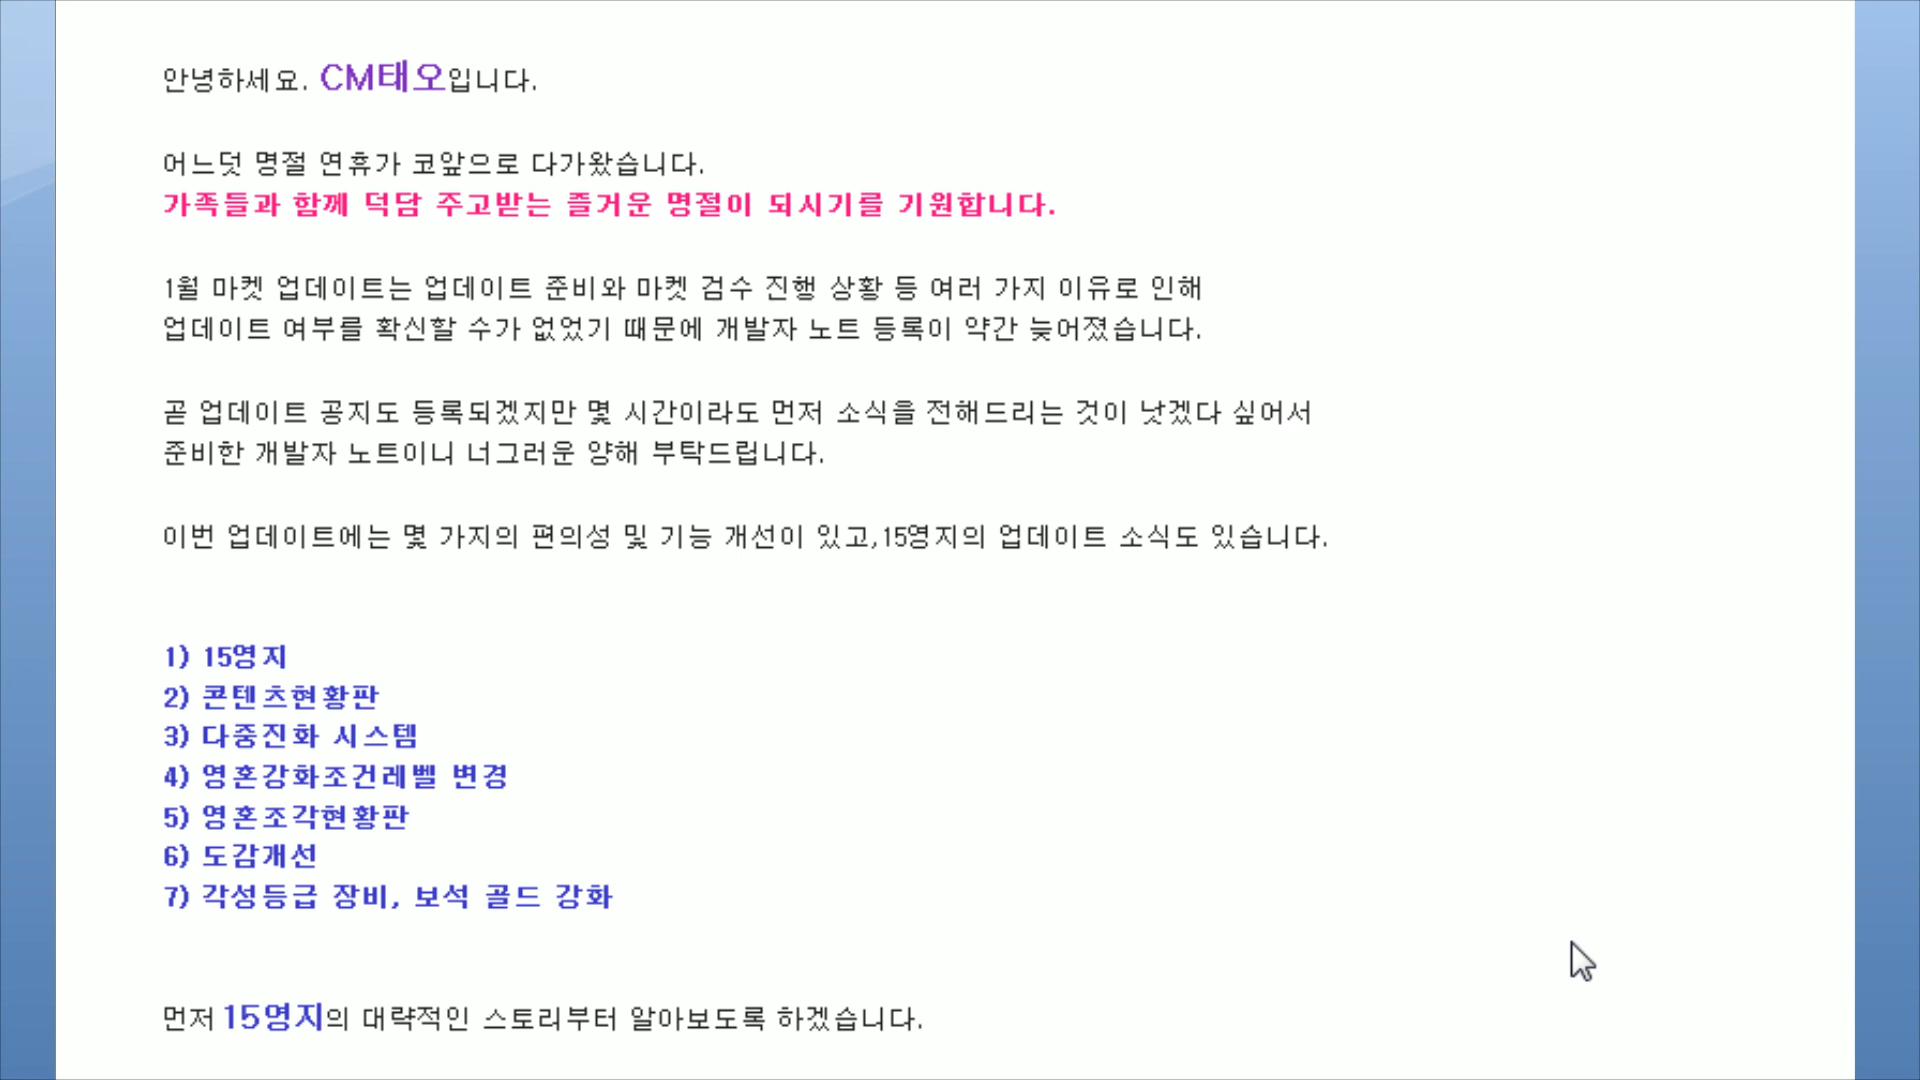 안녕하세요. CM태오입니다.
어느덧 명절 연휴가 코앞으로 다가왔습니다.
가족들과 함께 덕담 주고받는 즐거운 명절이 되시기를 기원합니다.
1월 마켓 업데이트는 업데이트 준비와 마켓 검수 진행 상황 등 여러 가지 이유로 인해
업데이트 여부를 확신할 수가 없었기 때문에 개발자 노트 등록이 약간 늦어졌습니다.
곧 업데이트 공지도 등록되겠지만 몇 시간이라도 먼저 소식을 전해드리는 것이 낫겠다 싶어서
준비한 개발자 노트이니 너그러운 양해 부탁드립니다.
이번 업데이트에는 몇 가지의 편의성 및 기능 개선이 있고,15영지의 업데이트 소식도 있습니다.
1) 15영지
2) 콘텐츠현황판
3) 다중진화 시스템
4) 영혼강화조건레벨 변경
5) 영혼조각현황판
6) 도감개선
7) 각성등급 장비, 보석 골드 강화
먼저 15영지의 대략적인 스토리부터 알아보도록 하겠습니다.